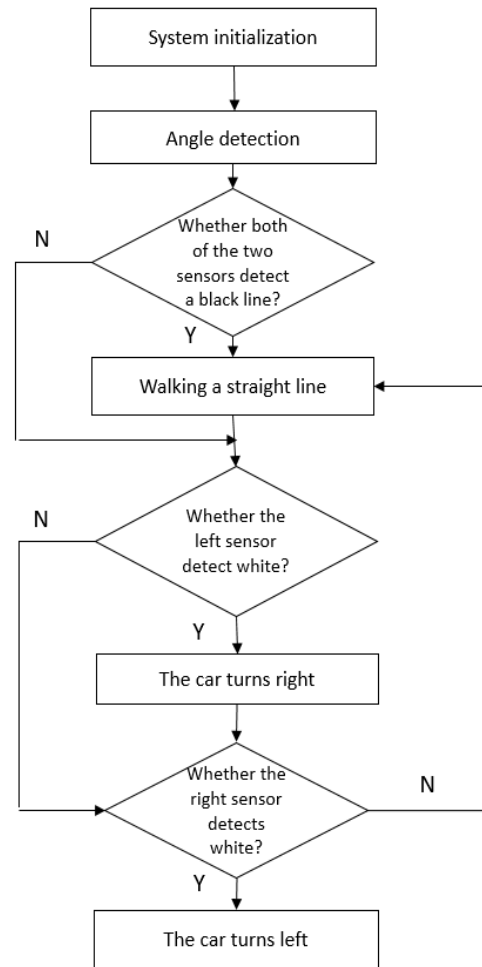 System initialization
Angle detection
N
Whether both
of the two
sensors detect
a black line?
Y
Walking a straight line
N
Whether the
left sensor
detect white?
Y
The car turns right
Whether the
right sensor
detects
white?
N
Y
The car turns left